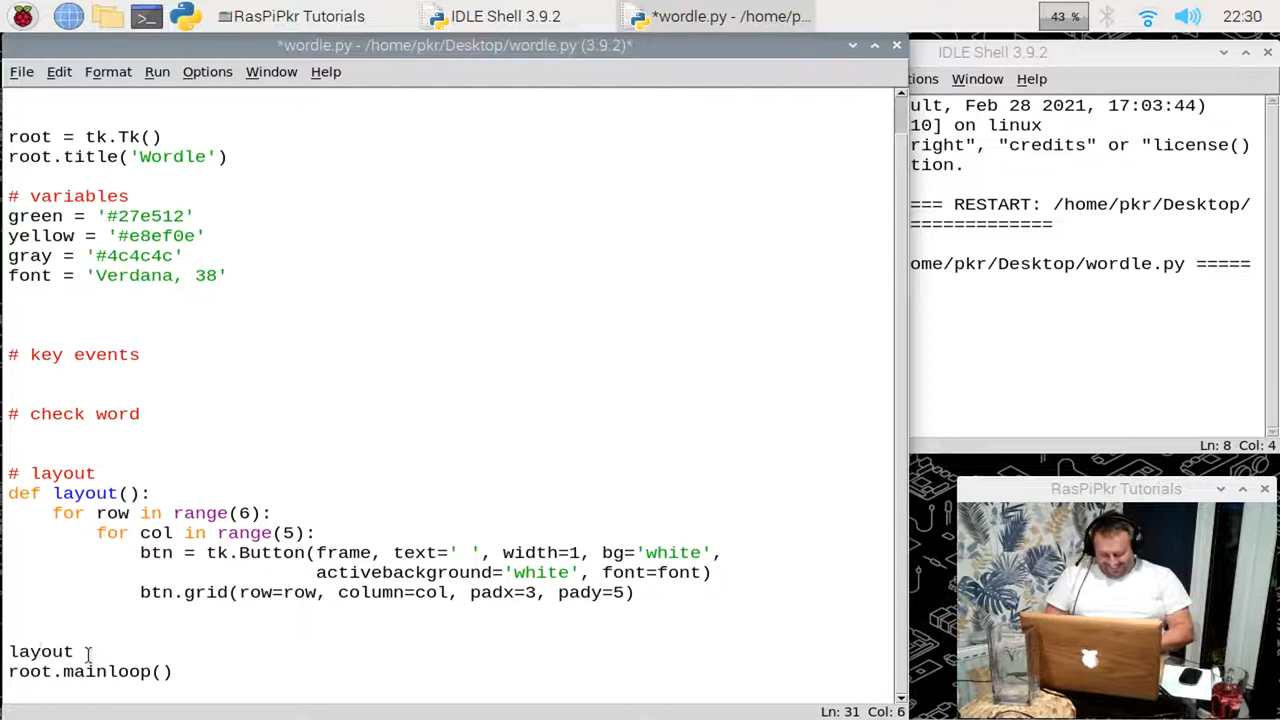 RasPiPkr Tutorials
IDLE Shell 3.9.2
*wordle.py - /home/p...
43 %
22:30
*wordle.py - /home/pkr/Desktop/wordle.py (3.9.2)*
File Edit Format Run Options Window Help
root = tk.Tk()
root.title('Wordle')
# variables
green = '#27e512'
yellow = '#e8ef0e'
gray = '#4c4c4c'
font = 'Verdana, 38'
# key events
# check word
# layout
def layout():
    for row in range(6):
        for col in range(5):
            btn = tk.Button(frame, text=' ', width=1, bg='white',
                            activebackground='white', font=font)
            btn.grid(row=row, column=col, padx=3, pady=5)
layout
root.mainloop()
Ln: 31 Col: 6
IDLE Shell 3.9.2
tions Window Help
ult, Feb 28 2021, 17:03:44)
10] on linux
right", "credits" or "license()
tion.
=== RESTART: /home/pkr/Desktop/
=============
ome/pkr/Desktop/wordle.py =====
Ln: 8 Col: 4
RasPiPkr Tutorials